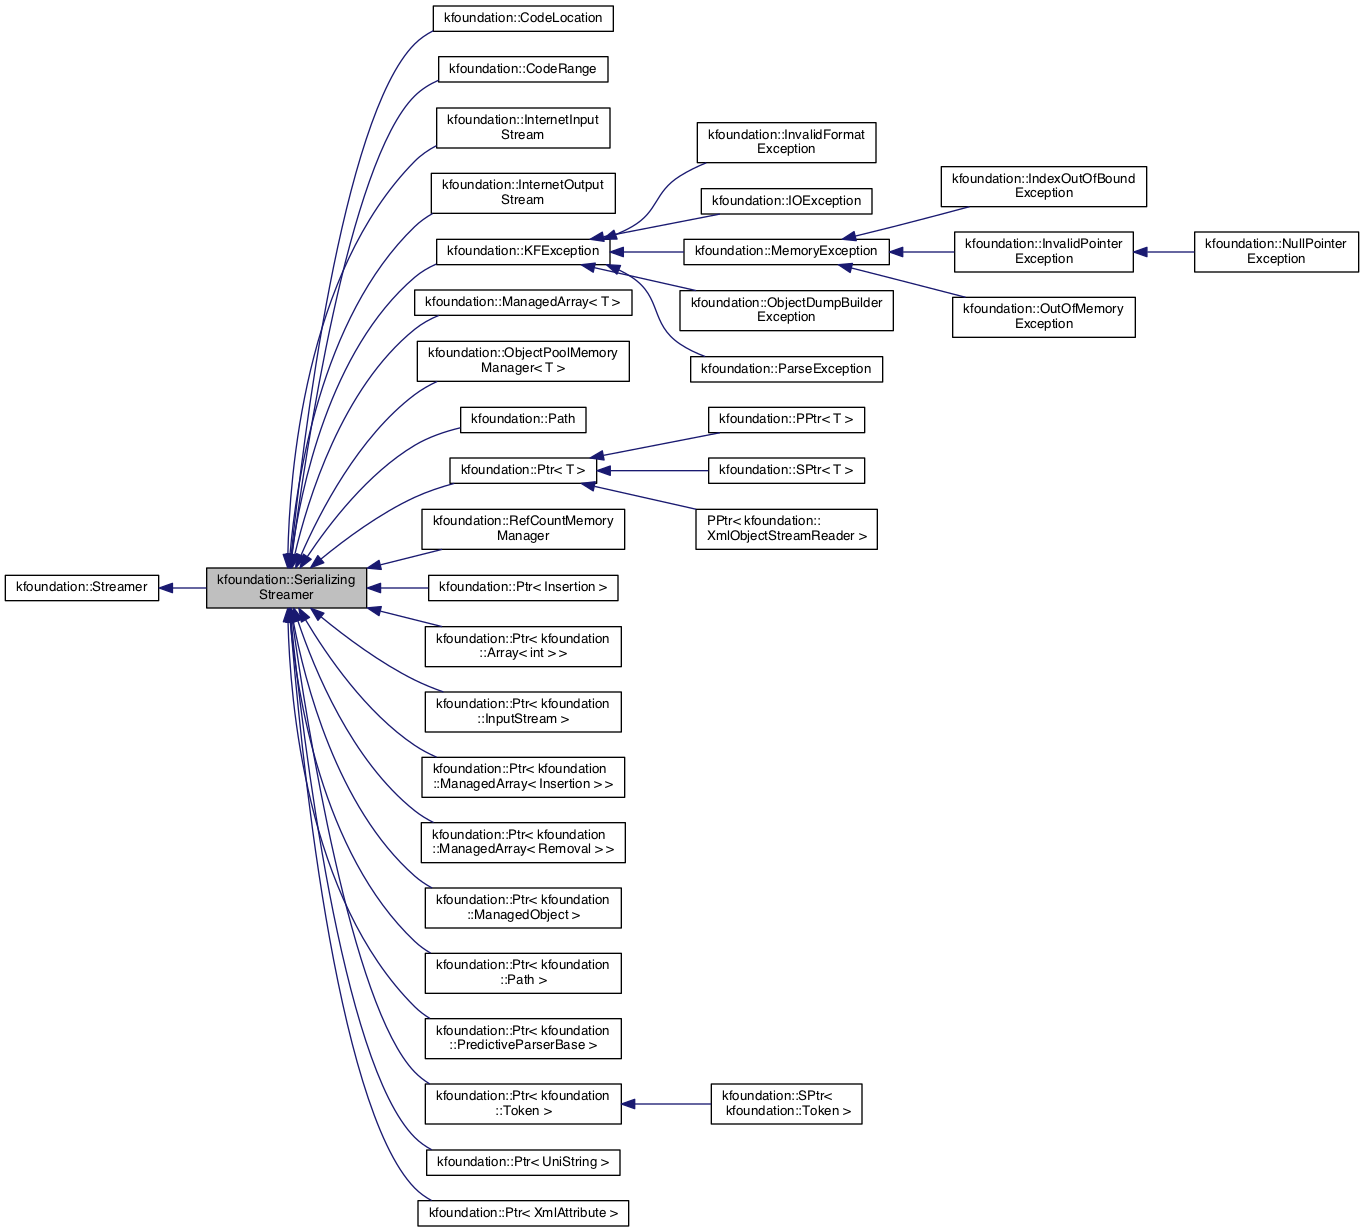 kfoundation::CodeLocation
kfoundation::CodeRange
kfoundation::InternetInput
Stream
kfoundation::InternetOutput
Stream
kfoundation::KFException
kfoundation::ManagedArray< T >
kfoundation::ObjectPoolMemory
Manager< T >
kfoundation::Path
kfoundation::Ptr< T >
kfoundation::RefCountMemory
Manager
kfoundation::Streamer
kfoundation::Serializing
Streamer
kfoundation::Ptr< Insertion >
kfoundation::Ptr< kfoundation
::Array< int > >
kfoundation::Ptr< kfoundation
::InputStream >
kfoundation::Ptr< kfoundation
::ManagedArray< Insertion > >
kfoundation::Ptr< kfoundation
::ManagedArray< Removal > >
kfoundation::Ptr< kfoundation
::ManagedObject >
kfoundation::Ptr< kfoundation
::Path >
kfoundation::Ptr< kfoundation
::PredictiveParserBase >
kfoundation::Ptr< kfoundation
::Token >
kfoundation::Ptr< UniString >
kfoundation::Ptr< XmlAttribute >
kfoundation::InvalidFormat
Exception
kfoundation::IOException
kfoundation::MemoryException
kfoundation::ObjectDumpBuilder
Exception
kfoundation::ParseException
kfoundation::PPtr< T >
kfoundation::SPtr< T >
PPtr< kfoundation::
XmlObjectStreamReader >
kfoundation::SPtr<
kfoundation::Token >
kfoundation::IndexOutOfBound
Exception
kfoundation::InvalidPointer
Exception
kfoundation::OutOfMemory
Exception
kfoundation::NullPointer
Exception